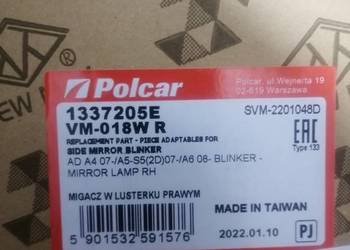 Polcar
Polcar, ul. Wejnerta 19
02-619 Warszawa
1337205E
SVM-2201048D
VM-018W R
REPLACEMENT PART - PIECE ADAPTABLES FOR
SIDE MIRROR BLINKER
EAC
Type 133
AD A4 07-/A5-S5(2D)07-/A6 08- BLINKER -
MIRROR LAMP RH
MIGACZ W LUSTERKU PRAWYM
MADE IN TAIWAN
2022.01.10
PJ
5 901532 591576